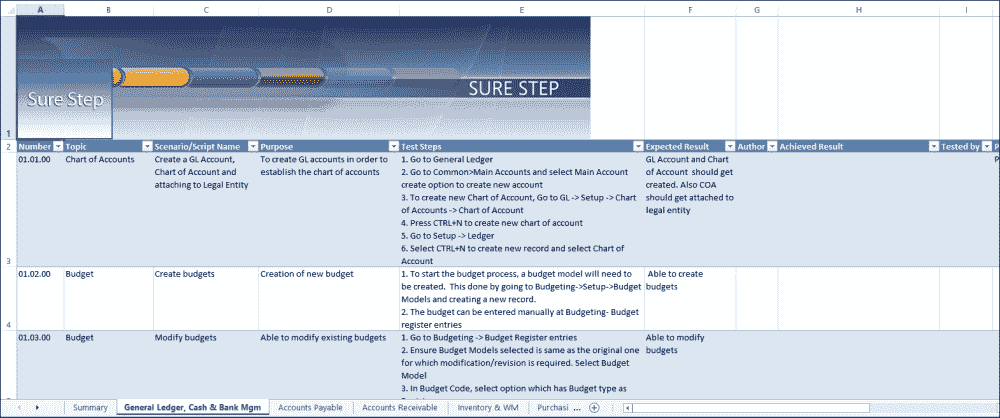 A B C D E F G H I
SURE STEP
Sure Step
1
2 Number Topic Scenario/Script Name Purpose Test Steps Expected Result Author Achieved Result Tested by P
01.01.00 Chart of Accounts Create a GL Account, To create GL accounts in order to 1. Go to General Ledger GL Account and Chart
Chart of Account and establish the chart of accounts 2. Go to Common>Main Accounts and select Main Account of Account should get
attaching to Legal Entity create option to create new account created. Also COA
3. To create new Chart of Account, Go to GL -> Setup -> Chart should get attached to
of Accounts -> Chart of Account legal entity
4. Press CTRL+N to create new chart of account
5. Go to Setup -> Ledger
6. Select CTRL+N to create new record and select Chart of
3 Account
01.02.00 Budget Create budgets Creation of new budget 1. To start the budget process, a budget model will need to Able to create
be created. This done by going to Budgeting->Setup->Budget budgets
Models and creating a new record.
2. The budget can be entered manually at Budgeting- Budget
4 register entries
01.03.00 Budget Modify budgets Able to modify existing budgets 1. Go to Budgeting -> Budget Register entries Able to modify
2. Ensure Budget Models selected is same as the original one budgets
for which modification/revision is required. Select Budget
Model
3. In Budget Code, select option which has Budget type as
Summary General Ledger, Cash & Bank Mgm Accounts Payable Accounts Receivable Inventory & WM Purchasi ...